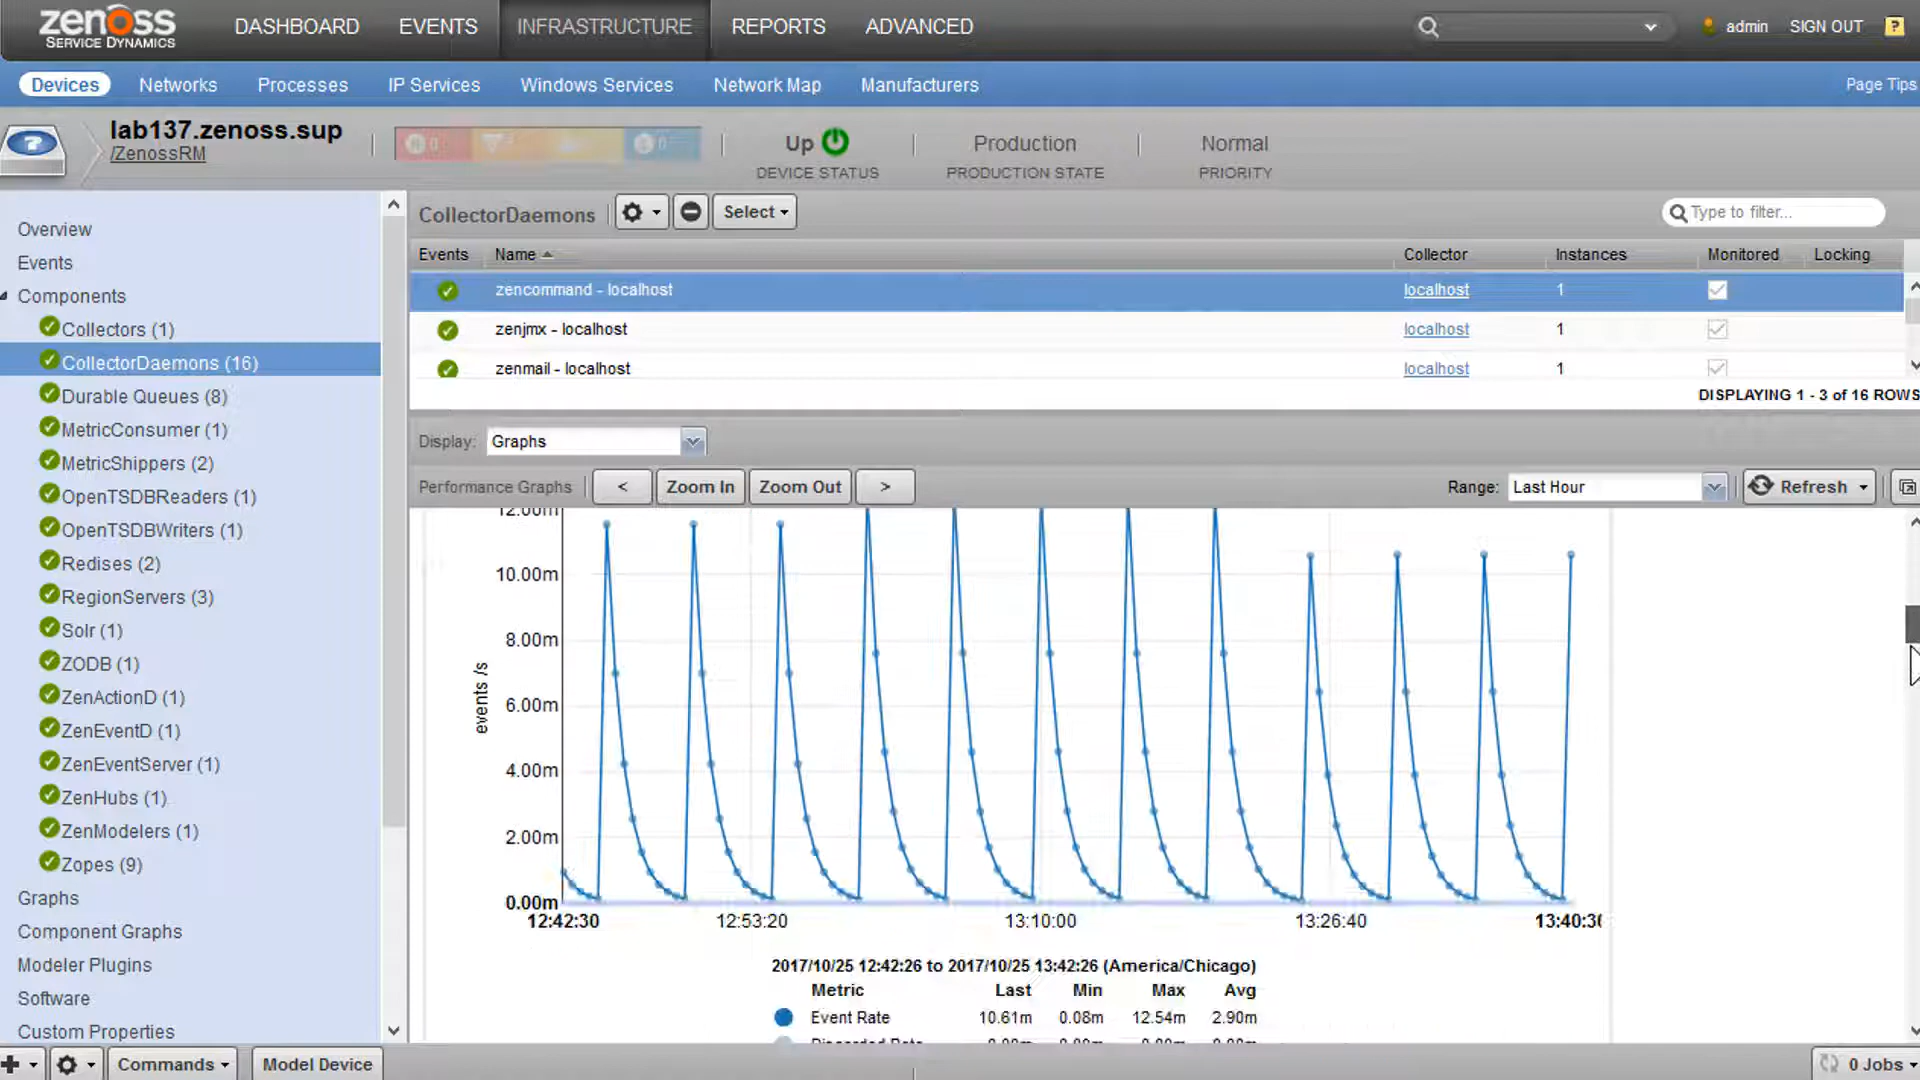 zenoss
SERVICE DYNAMICS
DASHBOARD EVENTS INFRASTRUCTURE REPORTS ADVANCED
admin SIGN OUT ?
Devices Networks Processes IP Services Windows Services Network Map Manufacturers
Page Tips
lab137.zenoss.sup
/ZenossRM
0
0
Up
DEVICE STATUS
Production
PRODUCTION STATE
Normal
PRIORITY
Overview
Events
Components
Collectors (1)
CollectorDaemons (16)
Durable Queues (8)
MetricConsumer (1)
MetricShippers (2)
OpenTSDBReaders (1)
OpenTSDBWriters (1)
Redises (2)
RegionServers (3)
Solr (1)
ZODB (1)
ZenActionD (1)
ZenEventD (1)
ZenEventServer (1)
ZenHubs (1)
ZenModelers (1)
Zopes (9)
Graphs
Component Graphs
Modeler Plugins
Software
Custom Properties
CollectorDaemons
Select
Type to filter...
Events Name Collector Instances Monitored Locking
zencommand - localhost localhost 1
zenjmx - localhost localhost 1
zenmail - localhost localhost 1
DISPLAYING 1 - 3 of 16 ROWS
Display: Graphs
Performance Graphs < Zoom In Zoom Out >
Range: Last Hour Refresh
12.00m
10.00m
8.00m
6.00m
4.00m
2.00m
0.00m
events /s
12:42:30 12:53:20 13:10:00 13:26:40 13:40:30
2017/10/25 12:42:26 to 2017/10/25 13:42:26 (America/Chicago)
Metric Last Min Max Avg
Event Rate 10.61m 0.08m 12.54m 2.90m
Commands Model Device
0 Jobs